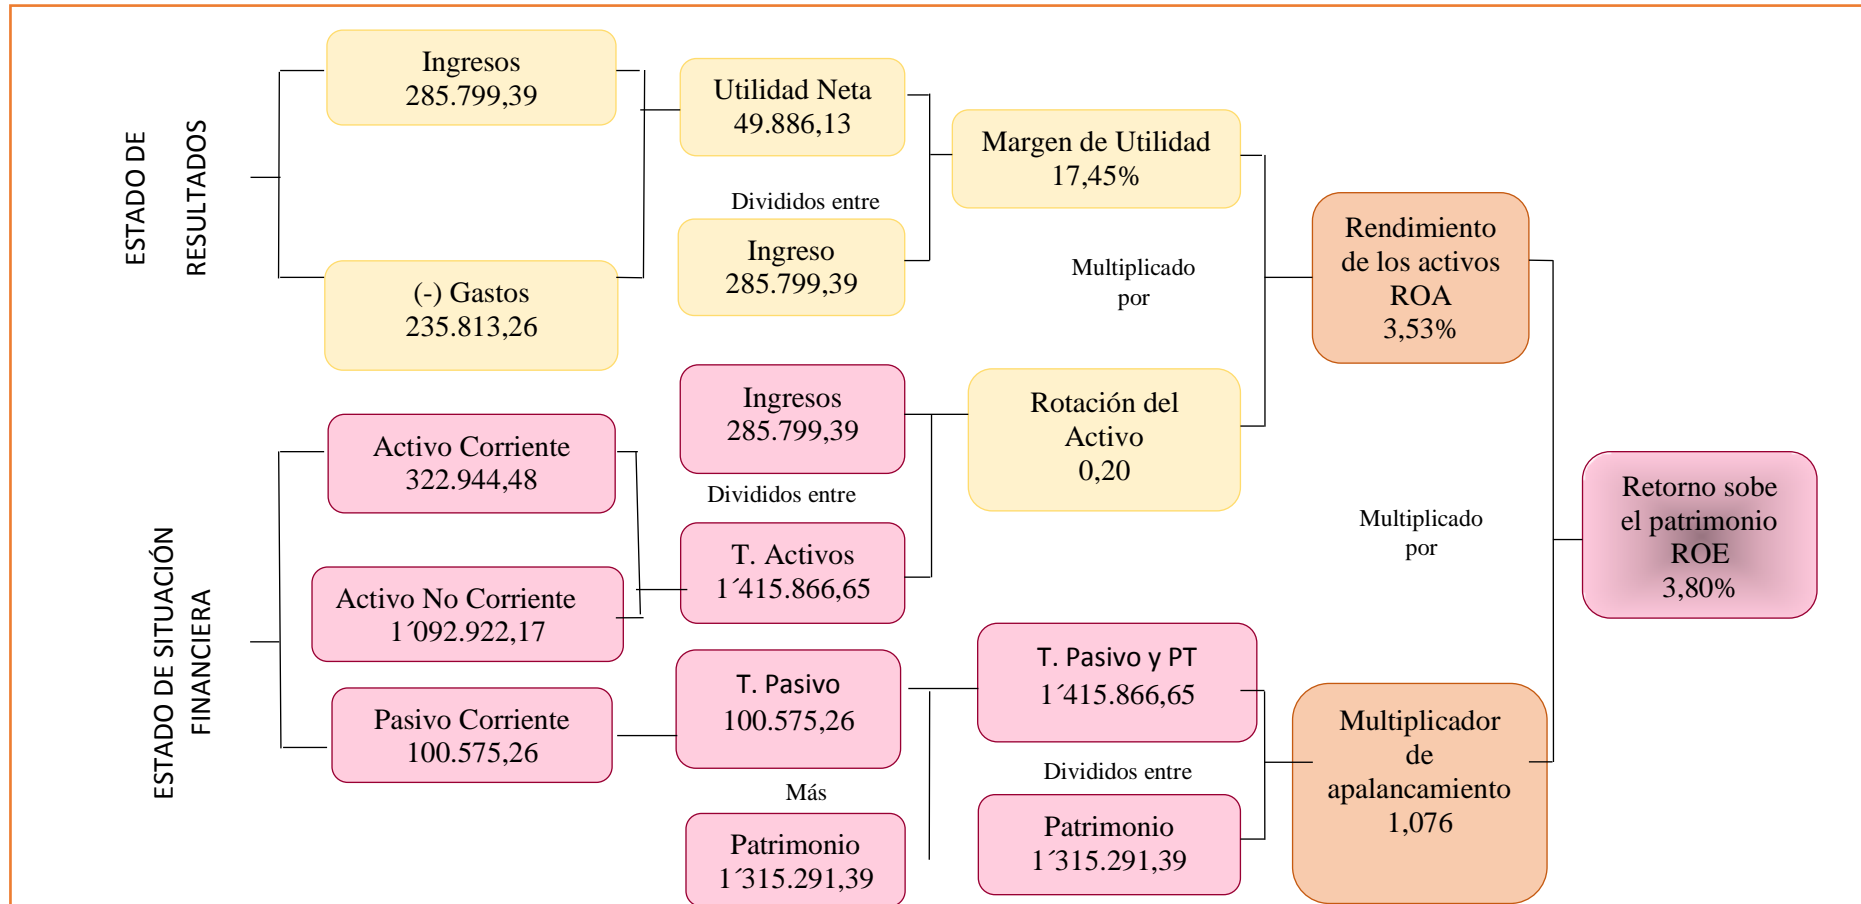 ESTADO DE
RESULTADOS
Ingresos
285.799,39
(-) Gastos
235.813,26
Utilidad Neta
49.886,13
Divididos entre
Ingreso
285.799,39
Margen de Utilidad
17,45%
Multiplicado
por
Rendimiento
de los activos
ROA
3,53%
Ingresos
285.799,39
Divididos entre
T. Activos
1´415.866,65
Rotación del
Activo
0,20
ESTADO DE SITUACIÓN
FINANCIERA
Activo Corriente
322.944,48
Activo No Corriente
1´092.922,17
Pasivo Corriente
100.575,26
T. Pasivo
100.575,26
Más
Patrimonio
1´315.291,39
T. Pasivo y PT
1´415.866,65
Divididos entre
Patrimonio
1´315.291,39
Multiplicador
de
apalancamiento
1,076
Multiplicado
por
Retorno sobe
el patrimonio
ROE
3,80%